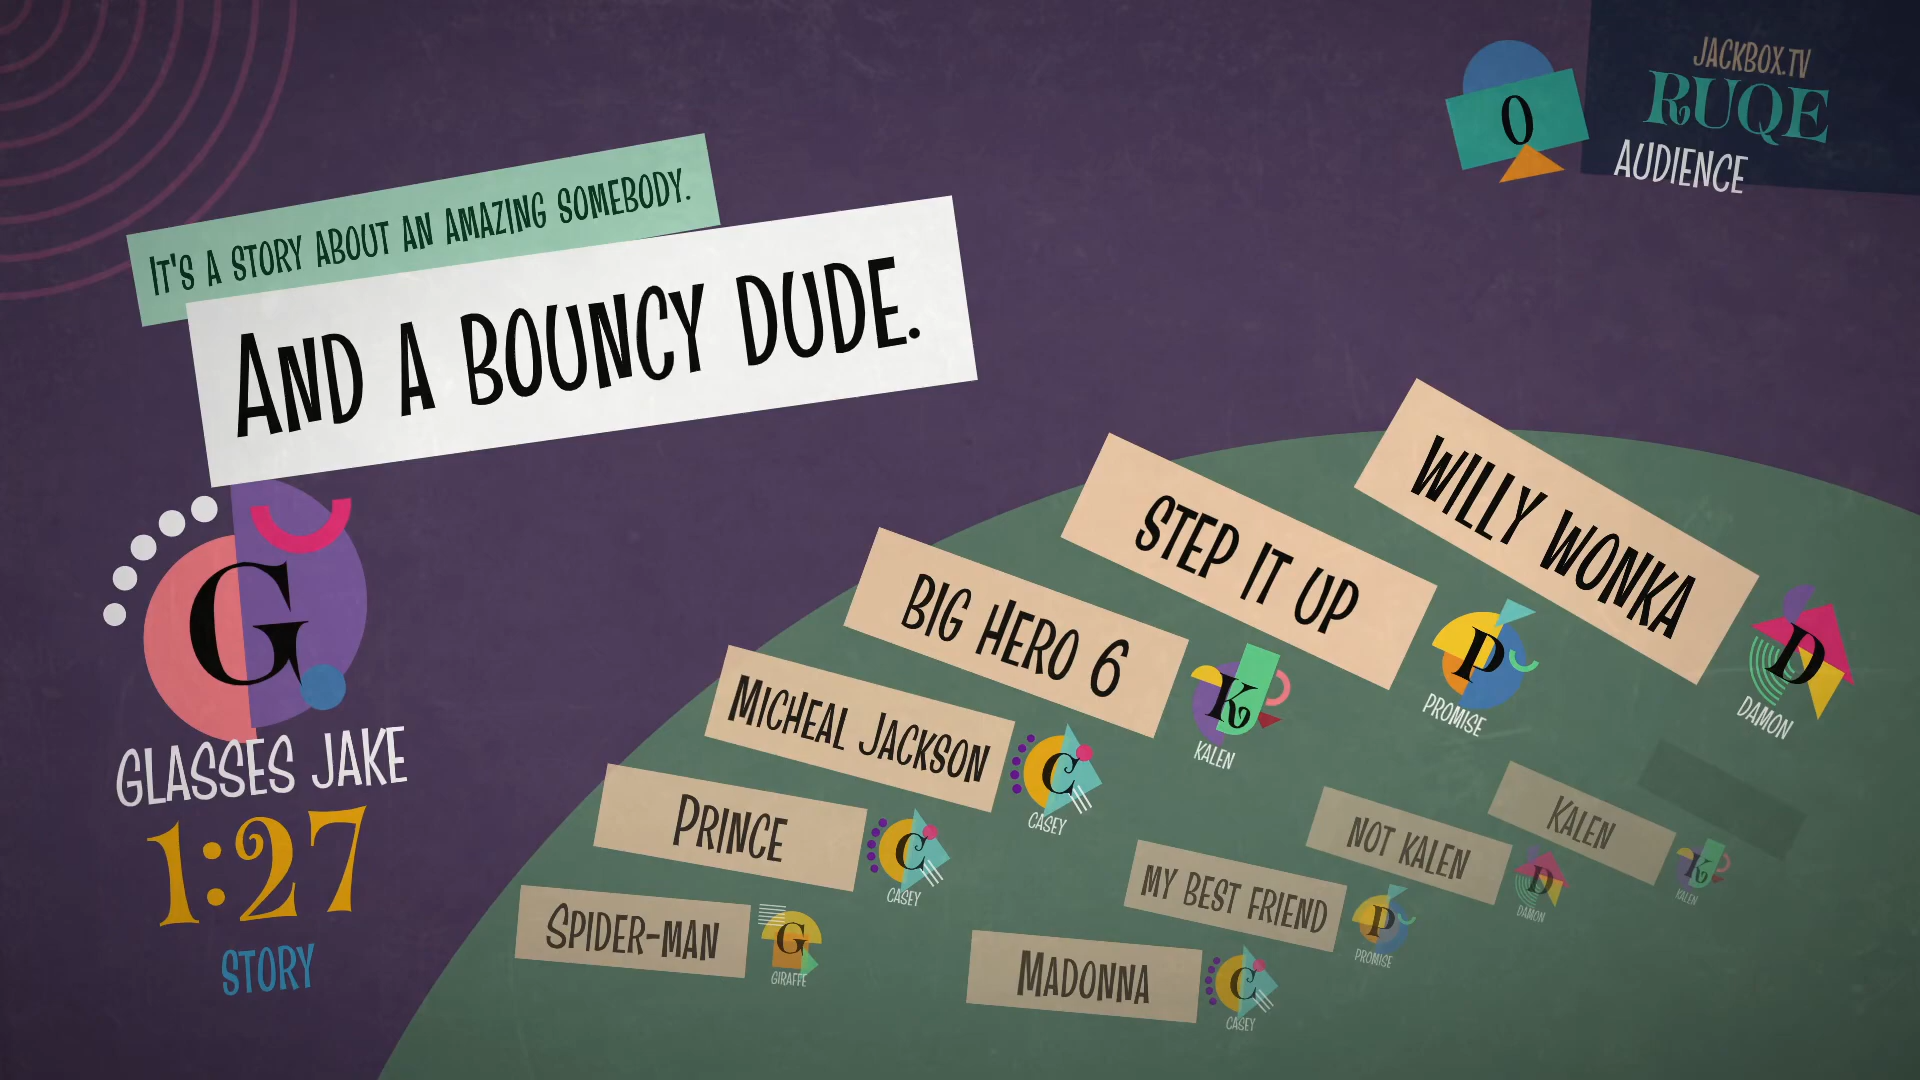 JACKBOX.TV
RUQE
0
AUDIENCE
It's a story about an amazing somebody.
And a bouncy dude.
G
GLASSES JAKE
1:27
STORY
WILLY WONKA
D
DAMON
STEP IT UP
P
PROMISE
BIG HERO 6
K
KALEN
MICHEAL JACKSON
C
CASEY
PRINCE
C
CASEY
SPIDER-MAN
G
GIRAFFE
KALEN
K
KALEN
NOT KALEN
D
DAMON
MY BEST FRIEND
P
PROMISE
MADONNA
C
CASEY